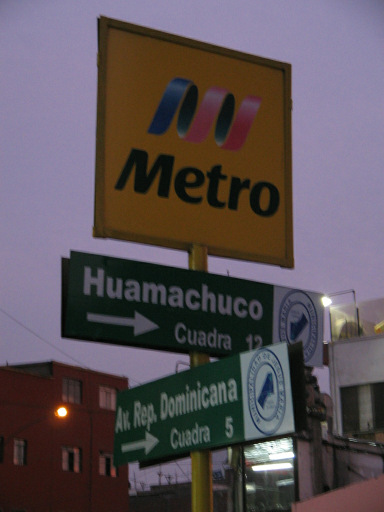 Metro
Huamachuco
Cuadra 12
Av. Rep. Dominicana
Cuadra 5